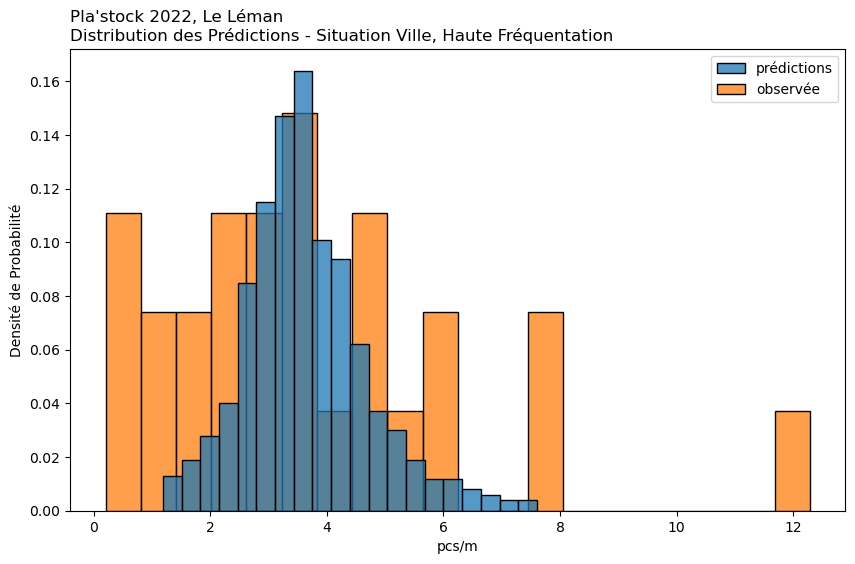 Pla'stock 2022, Le Léman
Distribution des Prédictions - Situation Ville, Haute Fréquentation
prédictions
observée
0.16
0.14
0.12
0.10
0.08
0.06
0.04
0.02
0.00
Densité de Probabilité
0 2 4 6 8 10 12
pcs/m